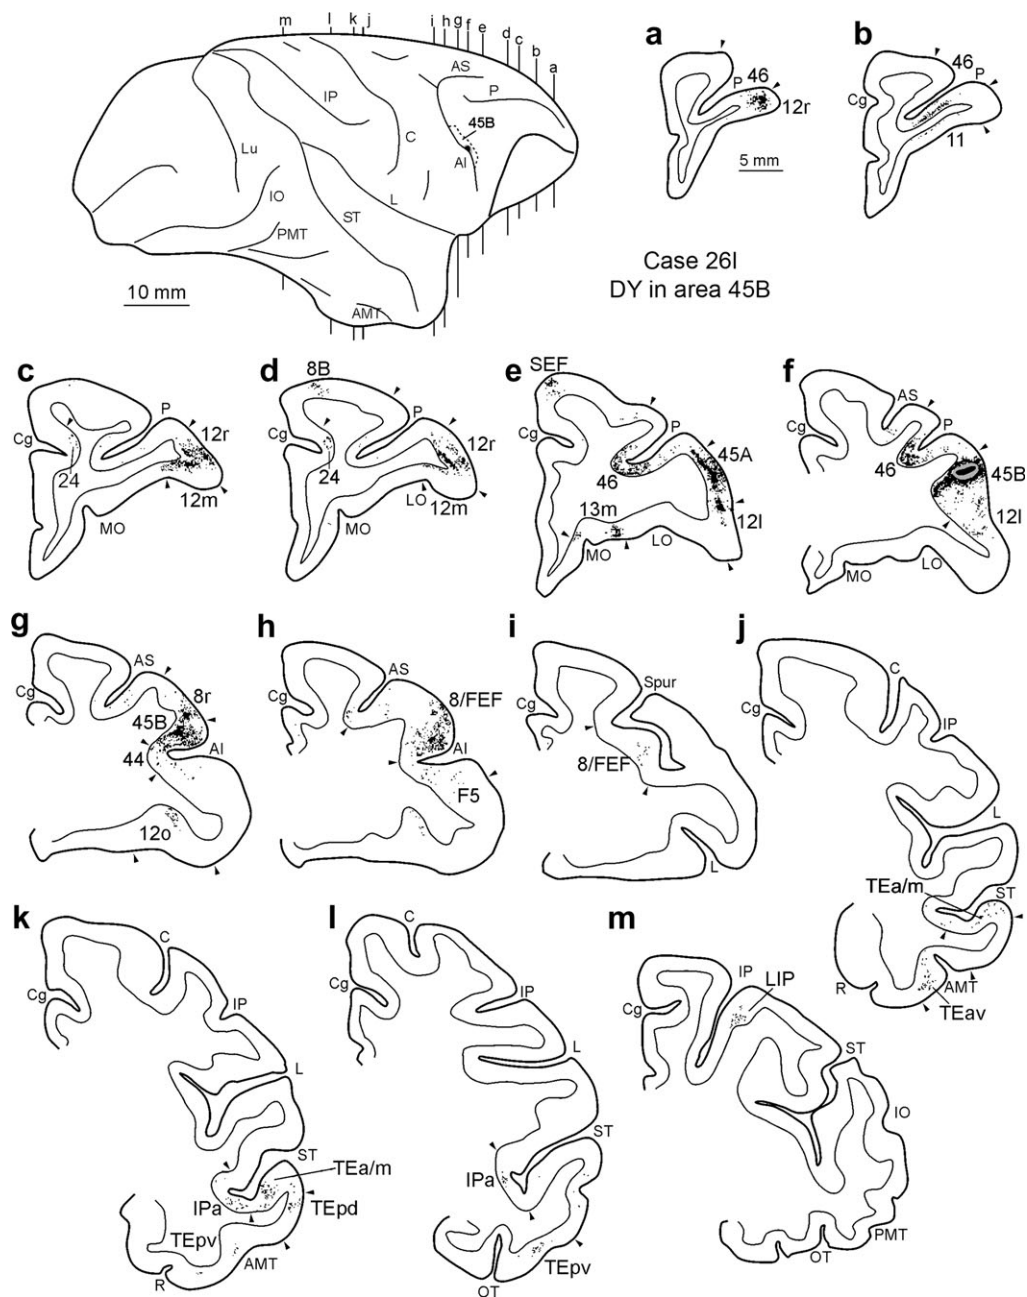 m l k j i h g f e d c b a
AS
P
IP
45B
C
AI
Lu
L
IO
ST
PMT
AMT
10 mm
a
46
P
12r
5 mm
b
46
P
Cg
11
Case 26l
DY in area 45B
c
P
12r
Cg
24
12m
MO
d
8B
P
12r
Cg
24
LO
12m
MO
e
SEF
P
Cg
45A
46
13m
12l
MO
LO
f
AS
P
46
45B
12l
LO
MO
g
AS
Cg
8r
45B
AI
44
12o
h
AS
Cg
8/FEF
AI
F5
i
Spur
Cg
8/FEF
L
j
C
IP
Cg
L
TEa/m
ST
R
AMT
TEav
k
C
Cg
IP
L
ST
TEa/m
IPa
TEpd
TEpv
AMT
R
l
C
Cg
IP
L
ST
IPa
TEpv
OT
m
IP
LIP
Cg
ST
IO
PMT
OT